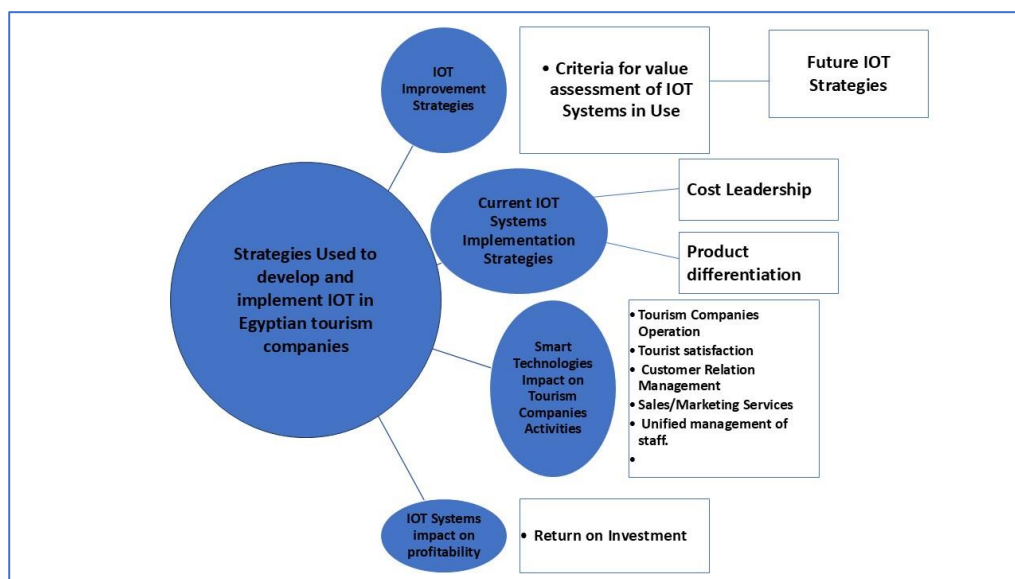 IOT
Improvement
Strategies
• Criteria for value
assessment of IOT
Systems in Use
Future IOT
Strategies
Strategies Used to
develop and
implement IOT in
Egyptian tourism
companies
Current IOT
Systems
Implementation
Strategies
Cost Leadership
Product
differentiation
Smart
Technologies
Impact on
Tourism
Companies
Activities
• Tourism Companies
Operation
• Tourist satisfaction
• Customer Relation
Management
• Sales/Marketing Services
• Unified management of
staff.
•
IOT Systems
impact on
profitability
• Return on Investment